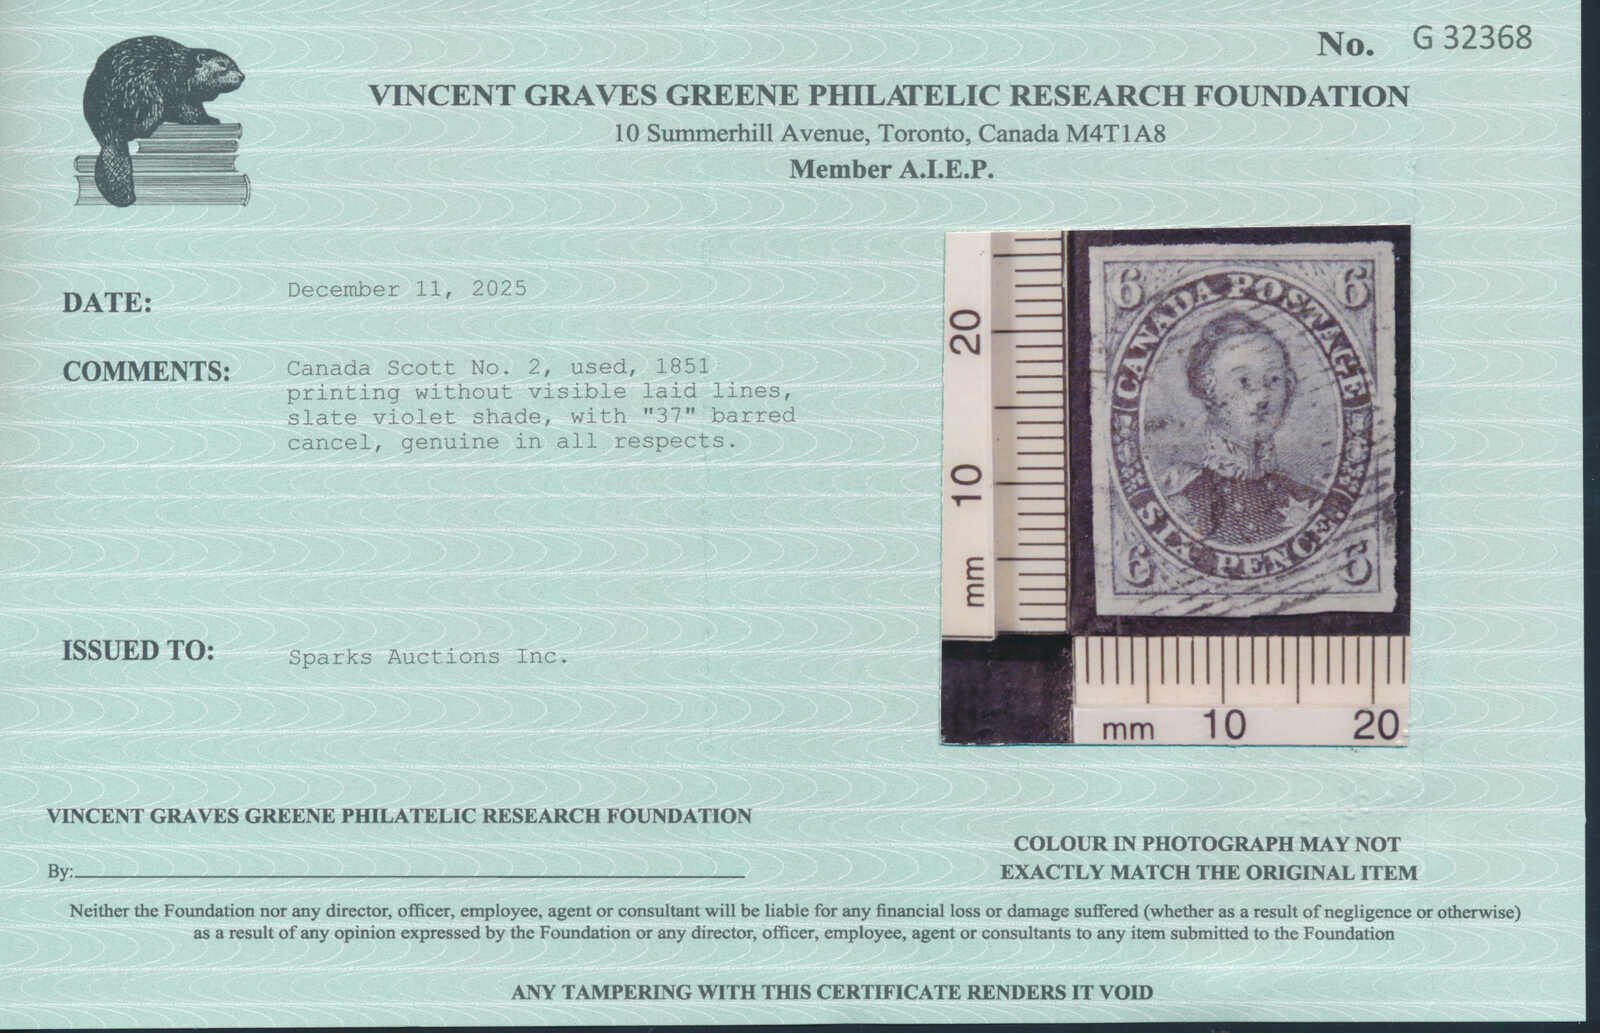 No. G 32368
VINCENT GRAVES GREENE PHILATELIC RESEARCH FOUNDATION
10 Summerhill Avenue, Toronto, Canada M4T1A8
Member A.I.E.P.
DATE: December 11, 2025
COMMENTS: Canada Scott No. 2, used, 1851
printing without visible laid lines,
slate violet shade, with "37" barred
cancel, genuine in all respects.
ISSUED TO: Sparks Auctions Inc.
20
10
mm
6 6
CANADA POSTAGE
SIX PENCE.
6 6
mm 10 20
VINCENT GRAVES GREENE PHILATELIC RESEARCH FOUNDATION
By:
COLOUR IN PHOTOGRAPH MAY NOT
EXACTLY MATCH THE ORIGINAL ITEM
Neither the Foundation nor any director, officer, employee, agent or consultant will be liable for any financial loss or damage suffered (whether as a result of negligence or otherwise)
as a result of any opinion expressed by the Foundation or any director, officer, employee, agent or consultants to any item submitted to the Foundation
ANY TAMPERING WITH THIS CERTIFICATE RENDERS IT VOID